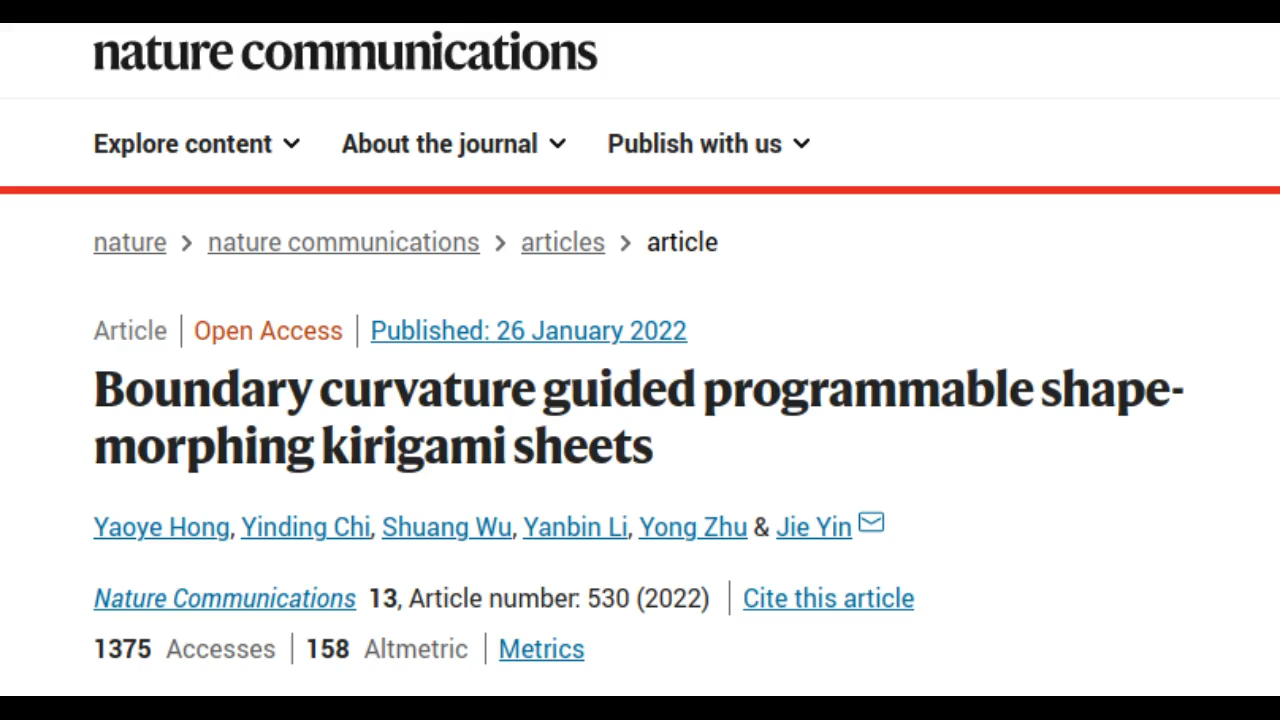 nature communications
Explore content About the journal Publish with us
nature > nature communications > articles > article
Article | Open Access | Published: 26 January 2022
Boundary curvature guided programmable shape-
morphing kirigami sheets
Yaoye Hong, Yinding Chi, Shuang Wu, Yanbin Li, Yong Zhu & Jie Yin
Nature Communications 13, Article number: 530 (2022) | Cite this article
1375 Accesses | 158 Altmetric | Metrics